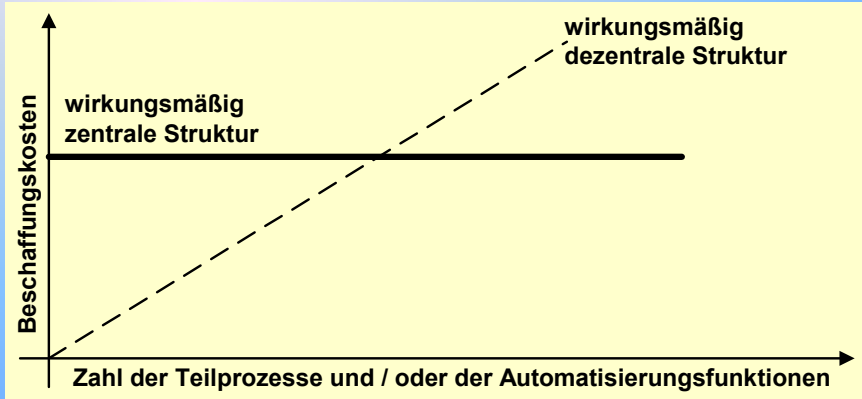 wirkungsmäßig
dezentrale Struktur
wirkungsmäßig
zentrale Struktur
Beschaffungskosten
Zahl der Teilprozesse und / oder der Automatisierungsfunktionen